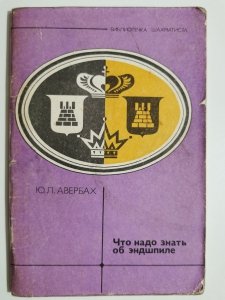 БИБЛИОТЕЧКА ШАХМАТИСТА
Ю.Л. АВЕРБАХ
Что надо знать
об эндшпиле